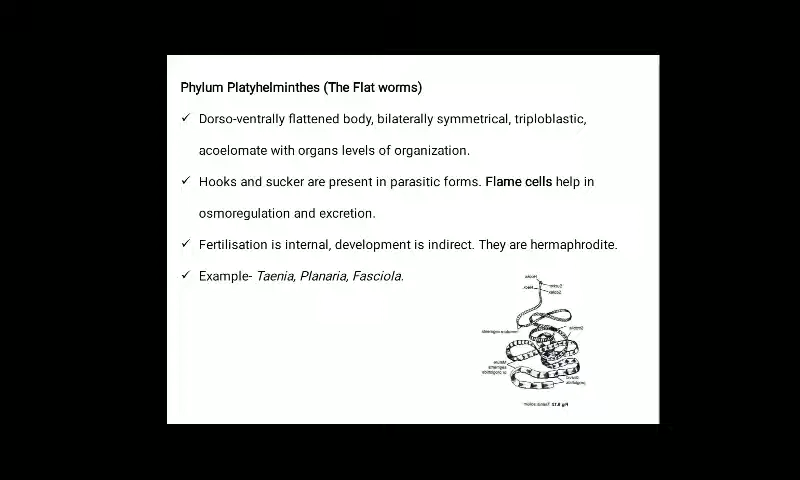 Phylum Platyhelminthes (The Flat worms)
✓ Dorso-ventrally flattened body, bilaterally symmetrical, triploblastic,
acoelomate with organs levels of organization.
✓ Hooks and sucker are present in parasitic forms. Flame cells help in
osmoregulation and excretion.
✓ Fertilisation is internal, development is indirect. They are hermaphrodite.
✓ Example- Taenia, Planaria, Fasciola.